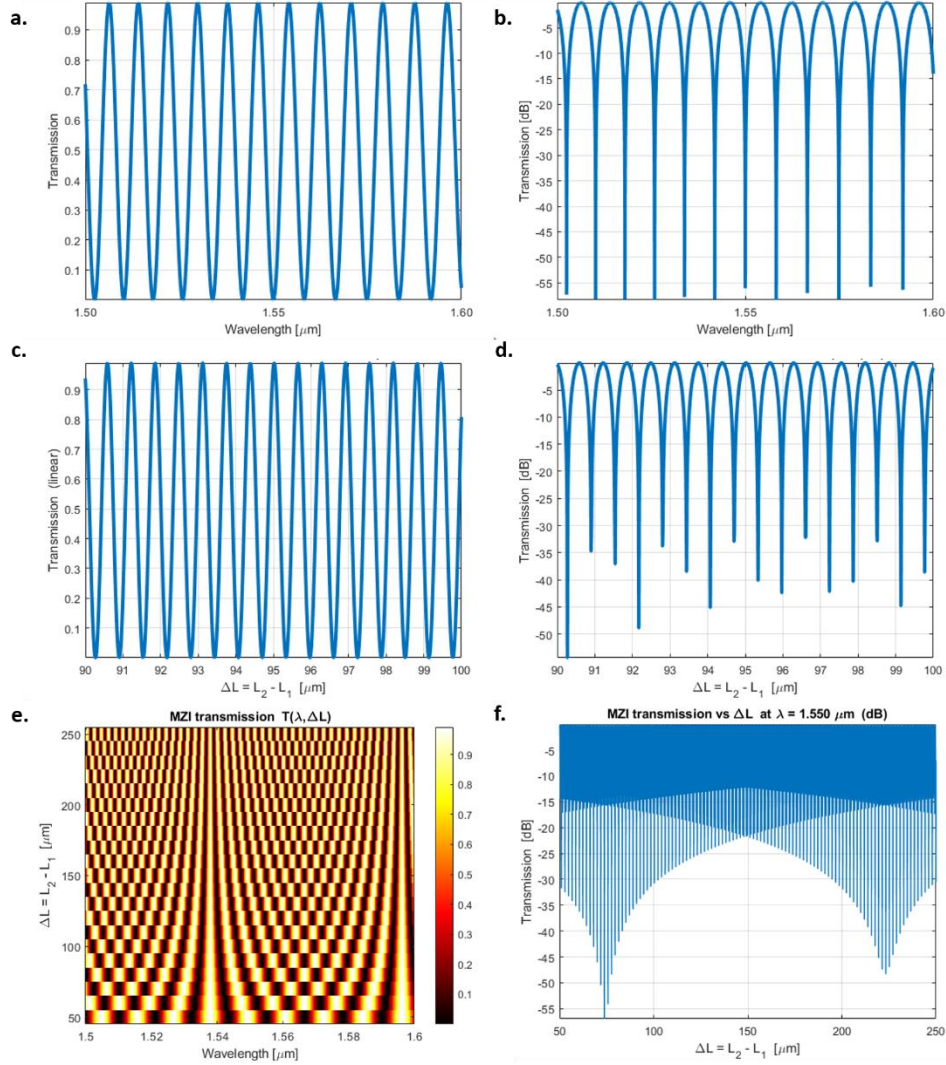 a.
0.9
0.8
0.7
0.6
0.5
0.4
0.3
0.2
0.1
Transmission
1.50 1.55 1.60
Wavelength [μm]
b.
-5
-10
-15
-20
-25
-30
-35
-45
-55
Transmission [dB]
1.50 1.55 1.60
Wavelength [μm]
c.
0.9
0.8
0.7
0.6
0.5
0.4
0.3
0.2
0.1
Transmission (linear)
90 91 92 93 94 95 96 97 98 99 100
ΔL = L₂ - L₁ [μm]
d.
-5
-10
-15
-20
-25
-30
-35
-40
-45
-50
Transmission [dB]
90 91 92 93 94 95 96 97 98 99 100
ΔL = L₂ - L₁ [μm]
e.
MZI transmission T(λ,ΔL)
250
200
150
100
50
ΔL = L₂ - L₁ [μm]
1.5 1.52 1.54 1.56 1.58 1.6
Wavelength [μm]
0.9
0.8
0.7
0.6
0.5
0.4
0.3
0.2
0.1
f.
MZI transmission vs ΔL at λ = 1.550 μm (dB)
-5
-10
-15
-20
-25
-30
-35
-40
-45
-50
-55
Transmission [dB]
50 100 150 200 250
ΔL = L₂ - L₁ [μm]